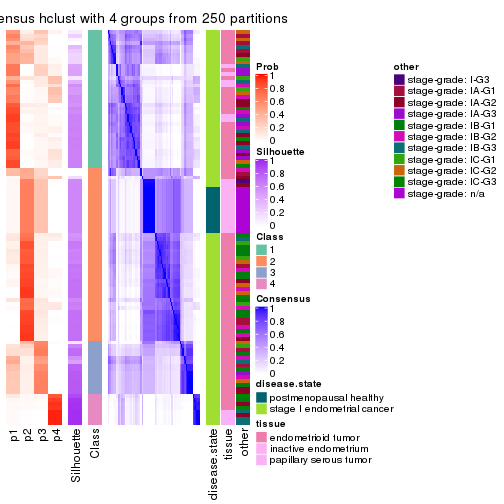 ensus hclust with 4 groups from 250 partitions
p1
p2
p3
p4
Silhouette
Class
disease.state
tissue
other
Prob
1
0.8
0.6
0.4
0.2
0
Silhouette
1
0.8
0.6
0.4
0.2
0
Class
1
2
3
4
Consensus
1
0.8
0.6
0.4
0.2
0
disease.state
postmenopausal healthy
stage I endometrial cancer
tissue
endometrioid tumor
inactive endometrium
papillary serous tumor
other
stage-grade: I-G3
stage-grade: IA-G1
stage-grade: IA-G2
stage-grade: IA-G3
stage-grade: IB-G1
stage-grade: IB-G2
stage-grade: IB-G3
stage-grade: IC-G1
stage-grade: IC-G2
stage-grade: IC-G3
stage-grade: n/a